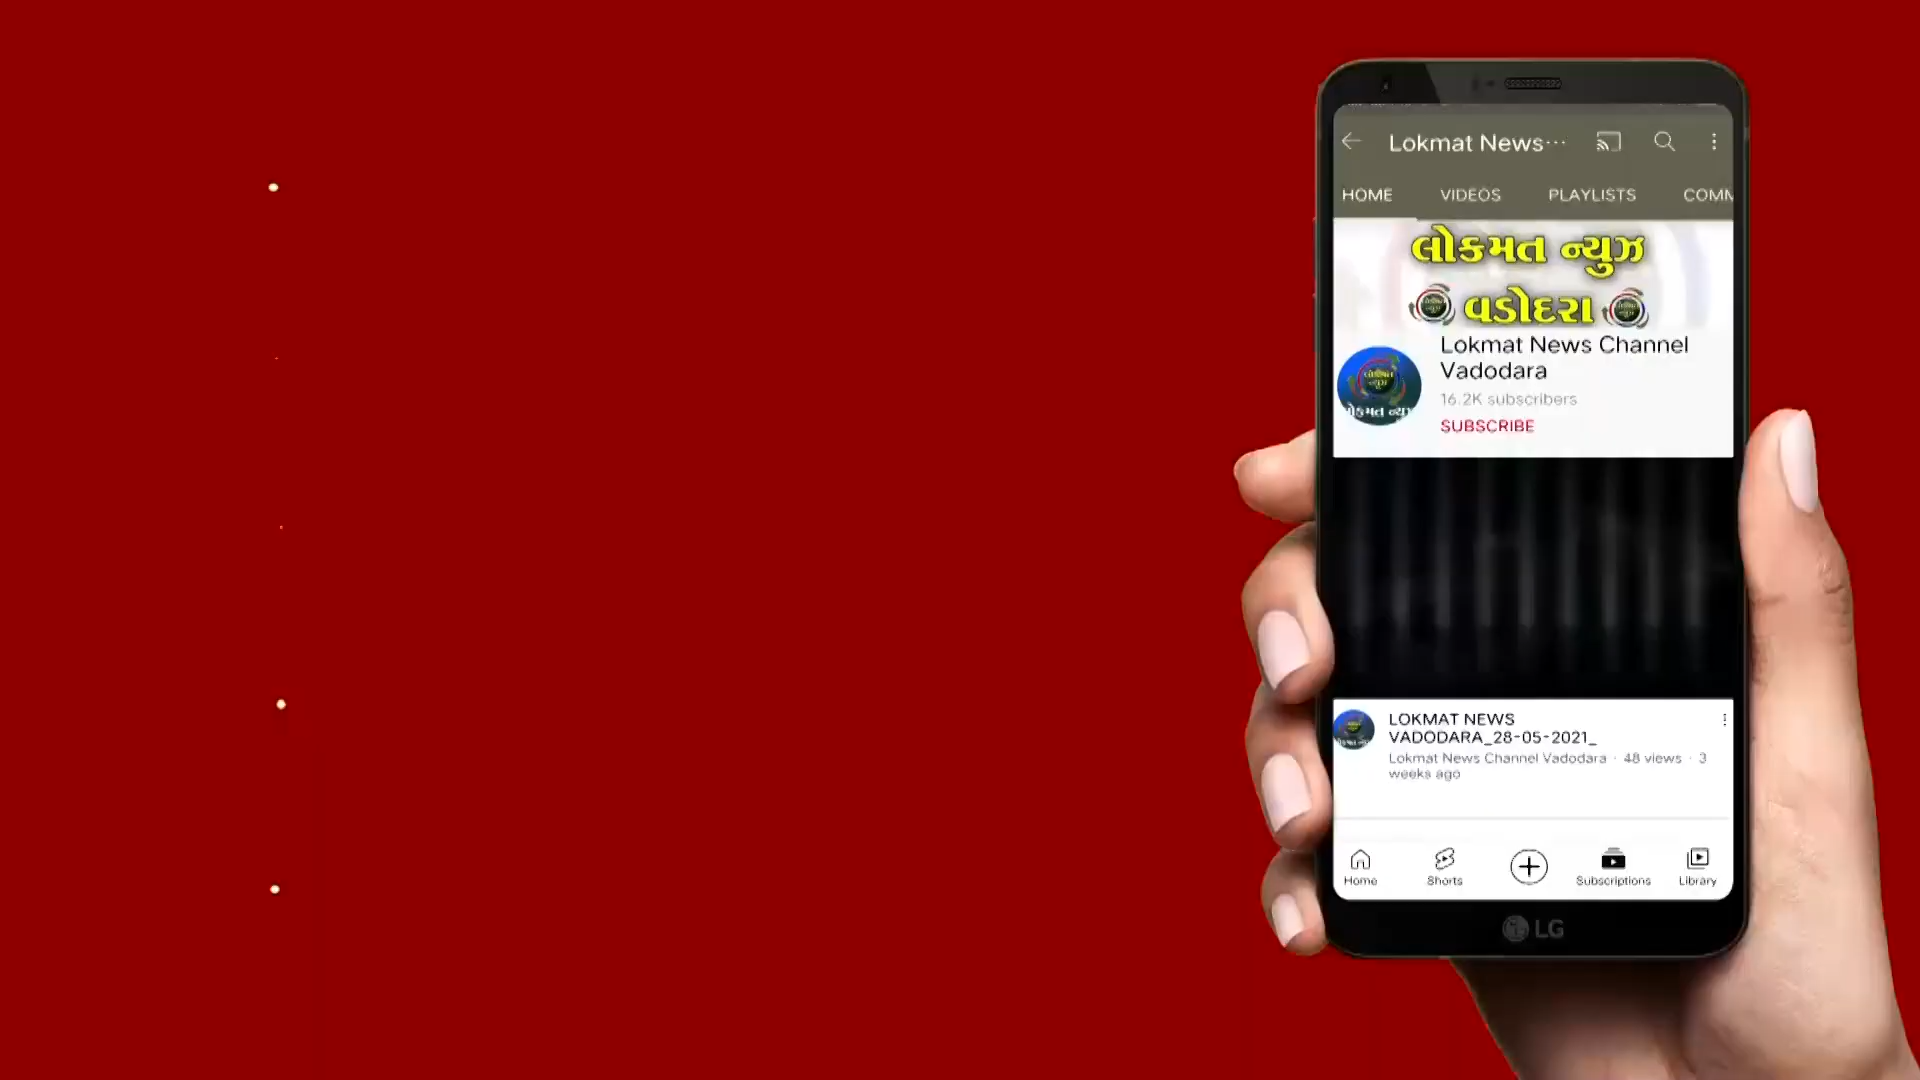 Lokmat News...
HOME VIDEOS PLAYLISTS COMM
લોકમત ન્યુઝ
વડોદરા
Lokmat News Channel
Vadodara
16.2K subscribers
SUBSCRIBE
LOKMAT NEWS
VADODARA_28-05-2021_
Lokmat News Channel Vadodara · 48 views · 3
weeks ago
Home Shorts Subscriptions Library
LG